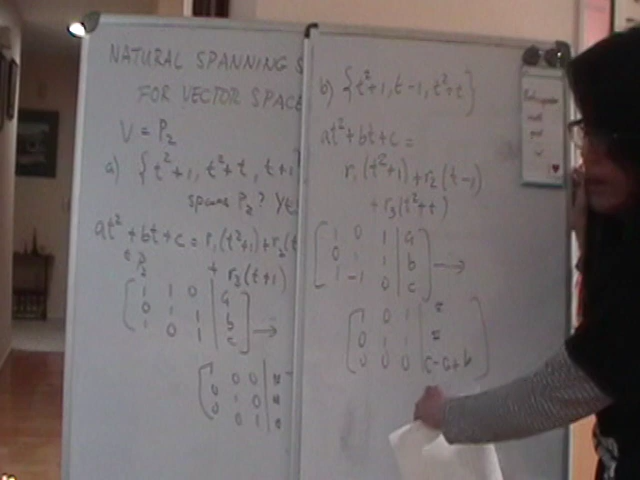 NATURAL SPANNING S
FOR VECTOR SPACE
V = P₂
a) {t²+1, t²+t, t+1}
spans P₂? YE
at²+bt+c = r₁(t²+1)+r₂(t
∈ P₂ + r₃(t+1)
[1 1 0 | a
0 1 1 | b
1 0 1 | c] →
[1 0 0 | =
0 1 0 | =
0 0 1 | =
b) {t²+1, t-1, t²+t}
at²+bt+c =
r₁(t²+1)+r₂(t-1)
+r₃(t²+t)
[1 0 1 | a
0 1 1 | b
1 -1 0 | c] →
[1 0 1 | =
0 1 1 | =
0 0 0 | c-a+b]